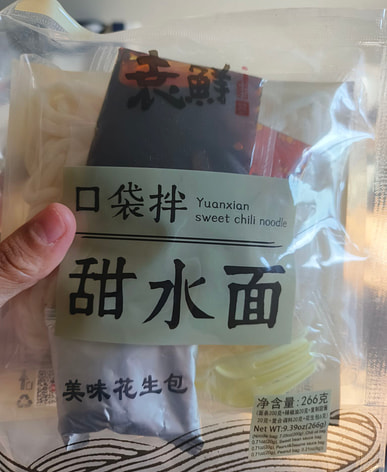 袁鲜
口袋拌
Yuanxian
sweet chili noodle
甜水面
美味花生包
净含量:266克
Net WT:9.39oz(266g)